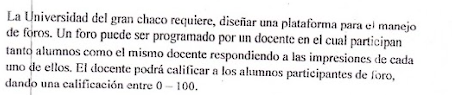 La Universidad del gran chaco requiere, diseñar una plataforma para el manejo
de foros. Un foro puede ser programado por un docente en el cual participan
tanto alumnos como el mismo docente respondiendo a las impresiones de cada
uno de ellos. El docente podrá calificar a los alumnos participantes de foro,
dando una calificación entre 0 – 100.